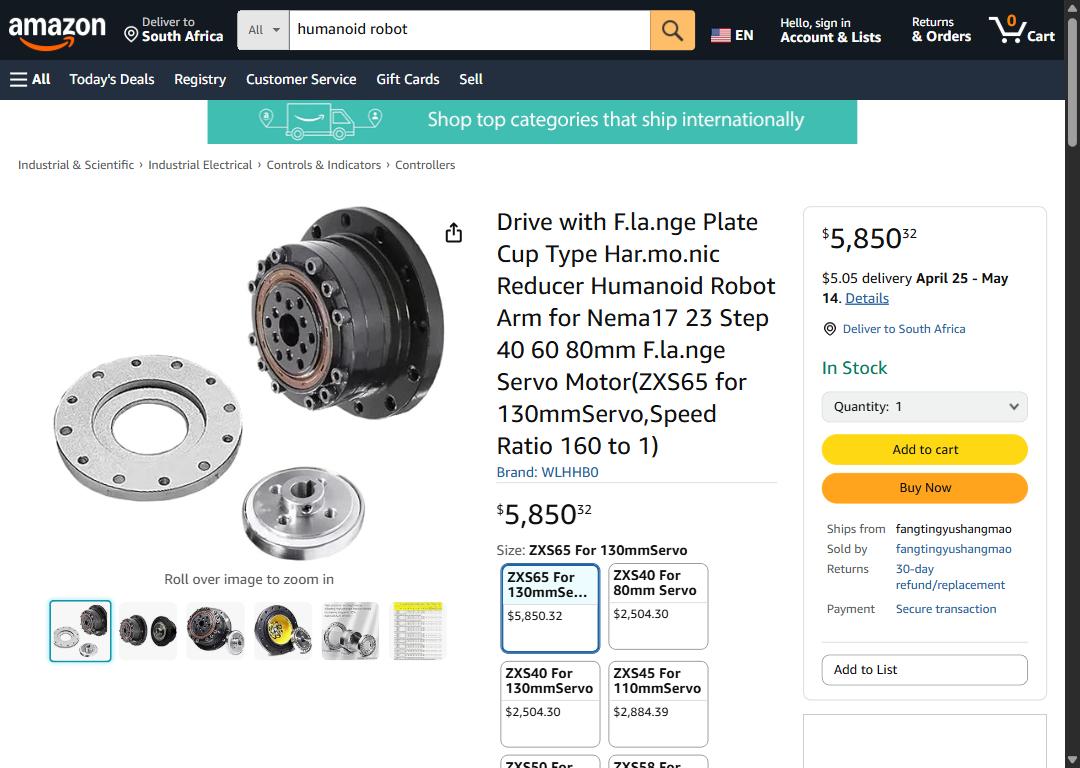 amazon
Deliver to
South Africa
All
humanoid robot
EN
Hello, sign in
Account & Lists
Returns
& Orders
0
Cart
All
Today's Deals
Registry
Customer Service
Gift Cards
Sell
Shop top categories that ship internationally
Industrial & Scientific › Industrial Electrical › Controls & Indicators › Controllers
Drive with F.la.nge Plate
Cup Type Har.mo.nic
Reducer Humanoid Robot
Arm for Nema17 23 Step
40 60 80mm F.la.nge
Servo Motor(ZXS65 for
130mmServo,Speed
Ratio 160 to 1)
Brand: WLHHB0
$5,85032
Size: ZXS65 For 130mmServo
ZXS65 For
130mmSe...
$5,850.32
ZXS40 For
80mm Servo
$2,504.30
ZXS40 For
130mmServo
$2,504.30
ZXS45 For
110mmServo
$2,884.39
ZXS50 For
ZXS58 For
Roll over image to zoom in
$5,85032
$5.05 delivery April 25 - May
14. Details
Deliver to South Africa
In Stock
Quantity: 1
Add to cart
Buy Now
Ships from fangtingyushangmao
Sold by fangtingyushangmao
Returns 30-day
refund/replacement
Payment Secure transaction
Add to List